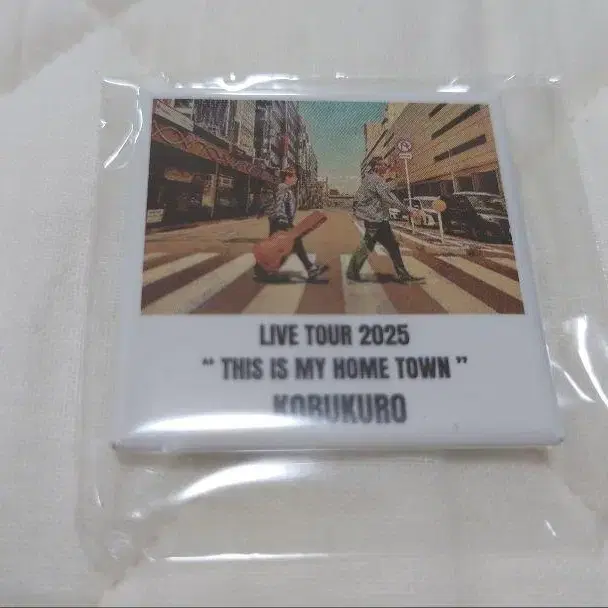 LIVE TOUR 2025
“ THIS IS MY HOME TOWN ”
KOBUKURO